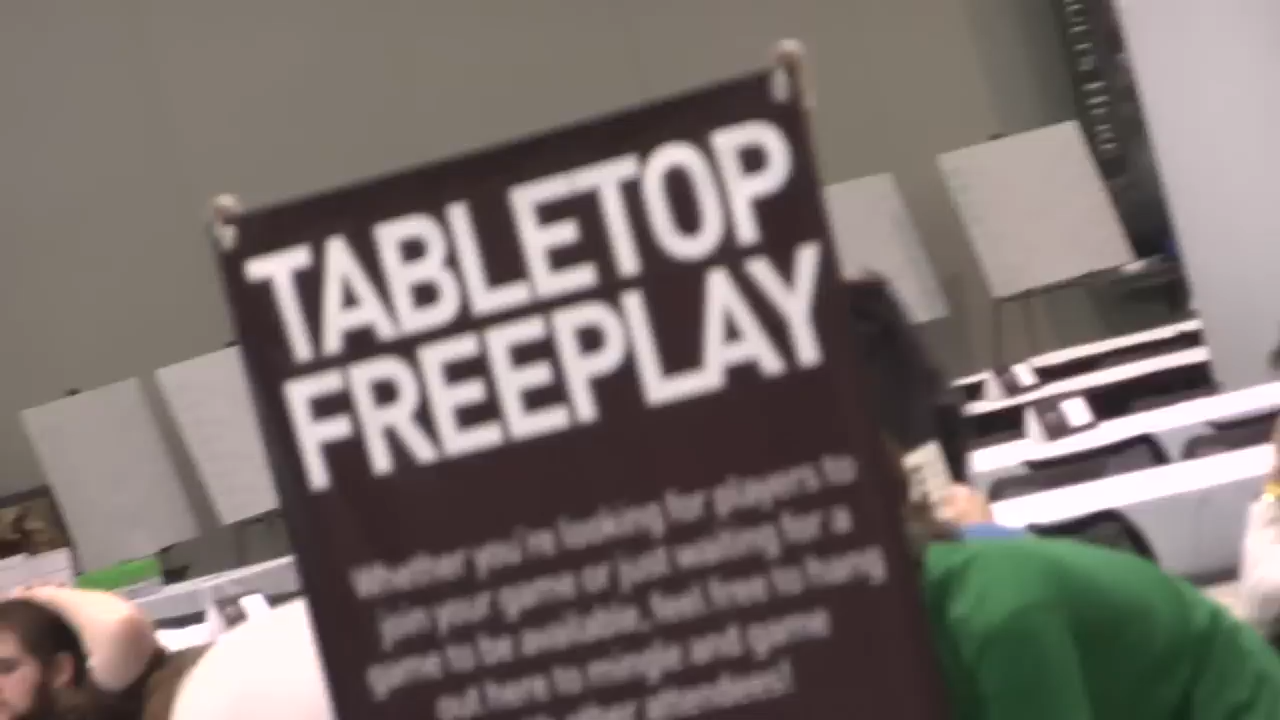 TABLETOP
FREEPLAY
Whether you're looking for players to
join your game or just waiting for a
game to be available, feel free to hang
out here to mingle and game
other attendees!
Here